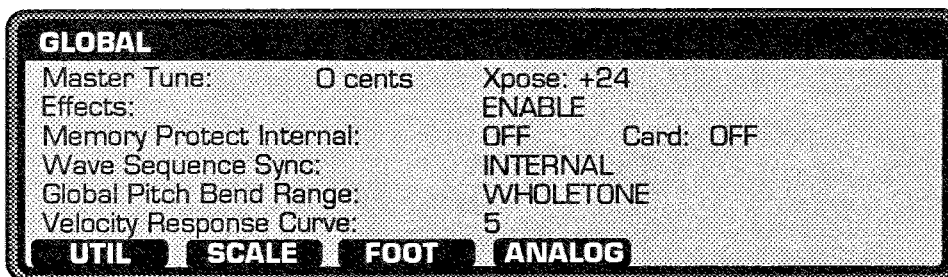 GLOBAL
Master Tune: 0 cents Xpose: +24
Effects: ENABLE
Memory Protect Internal: OFF Card: OFF
Wave Sequence Sync: INTERNAL
Global Pitch Bend Range: WHOLETONE
Velocity Response Curve: 5
UTIL SCALE FOOT ANALOG